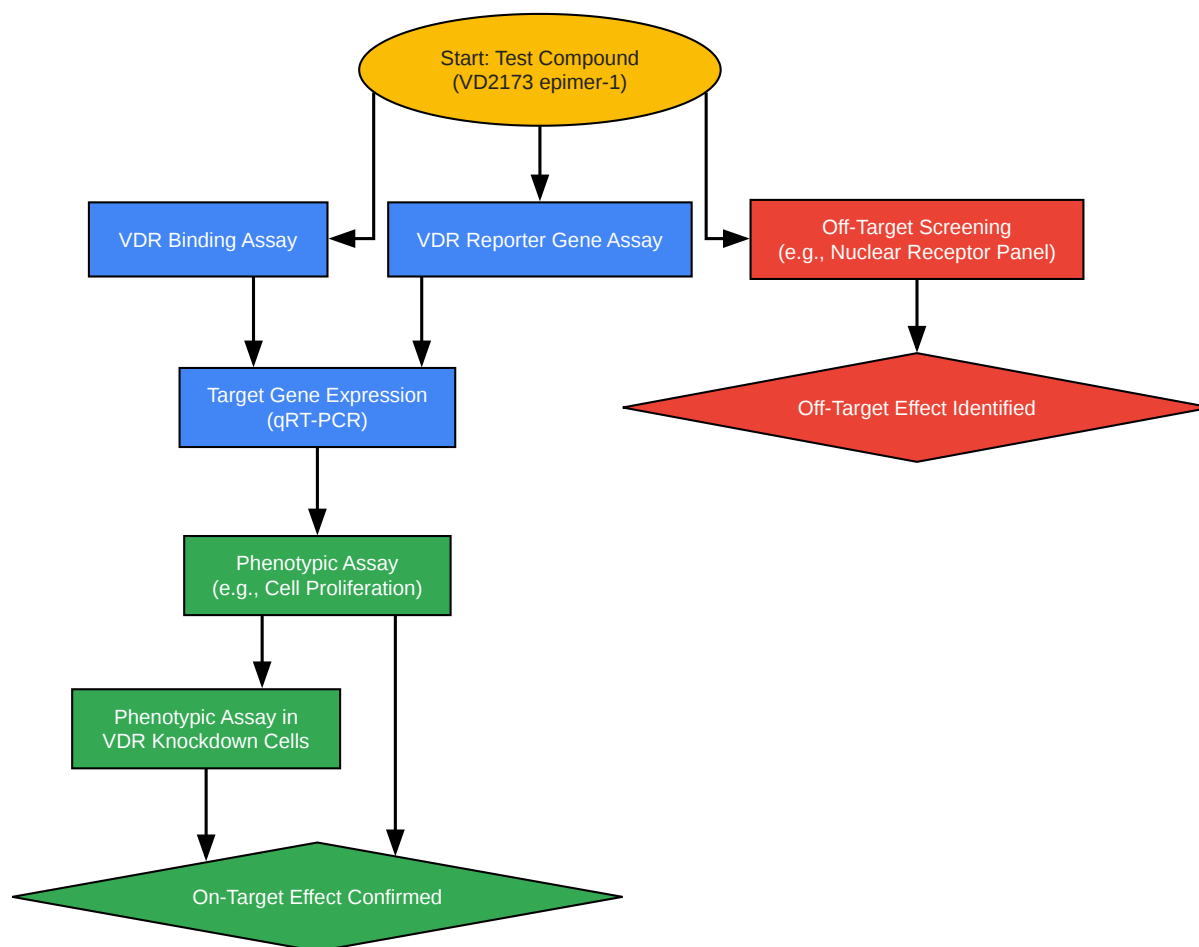 Start: Test Compound
(VD2173 epimer-1)
VDR Binding Assay
VDR Reporter Gene Assay
Off-Target Screening
(e.g., Nuclear Receptor Panel)
Target Gene Expression
(qRT-PCR)
Off-Target Effect Identified
Phenotypic Assay
(e.g., Cell Proliferation)
Phenotypic Assay in
VDR Knockdown Cells
On-Target Effect Confirmed